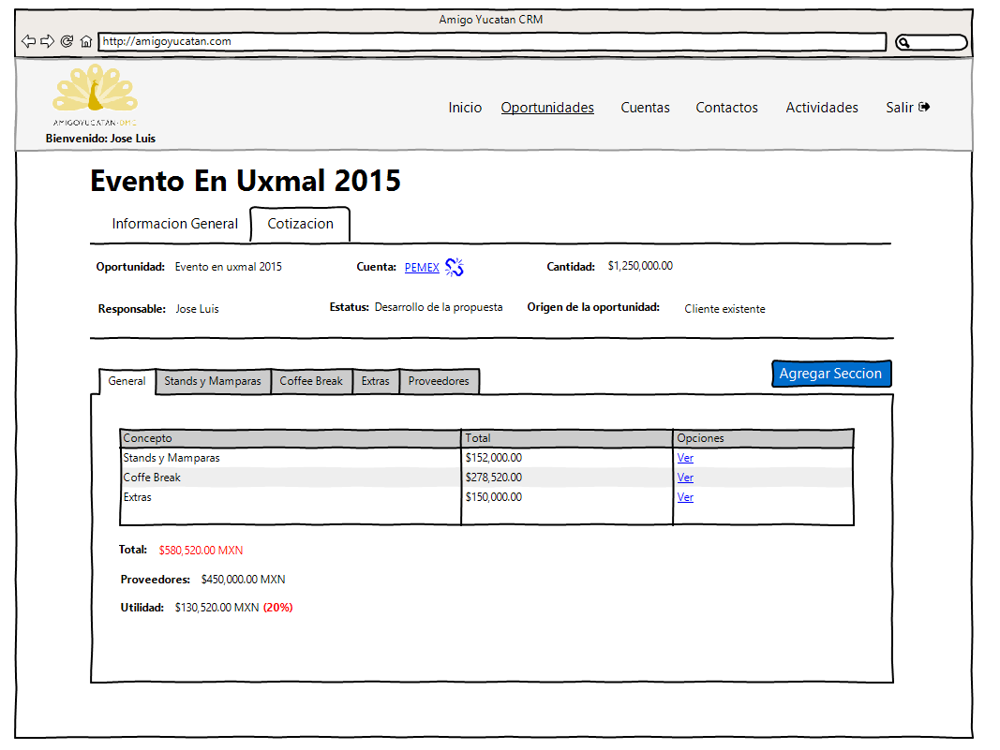 Amigo Yucatan CRM
http://amigoyucatan.com
AMIGOYUCATAN·DMC
Bienvenido: Jose Luis
Inicio Oportunidades Cuentas Contactos Actividades Salir
Evento En Uxmal 2015
Informacion General Cotizacion
Oportunidad: Evento en uxmal 2015 Cuenta: PEMEX Cantidad: $1,250,000.00
Responsable: Jose Luis Estatus: Desarrollo de la propuesta Origen de la oportunidad: Cliente existente
Agregar Seccion
General Stands y Mamparas Coffee Break Extras Proveedores
Concepto Total Opciones
Stands y Mamparas $152,000.00 Ver
Coffe Break $278,520.00 Ver
Extras $150,000.00 Ver
Total: $580,520.00 MXN
Proveedores: $450,000.00 MXN
Utilidad: $130,520.00 MXN (20%)